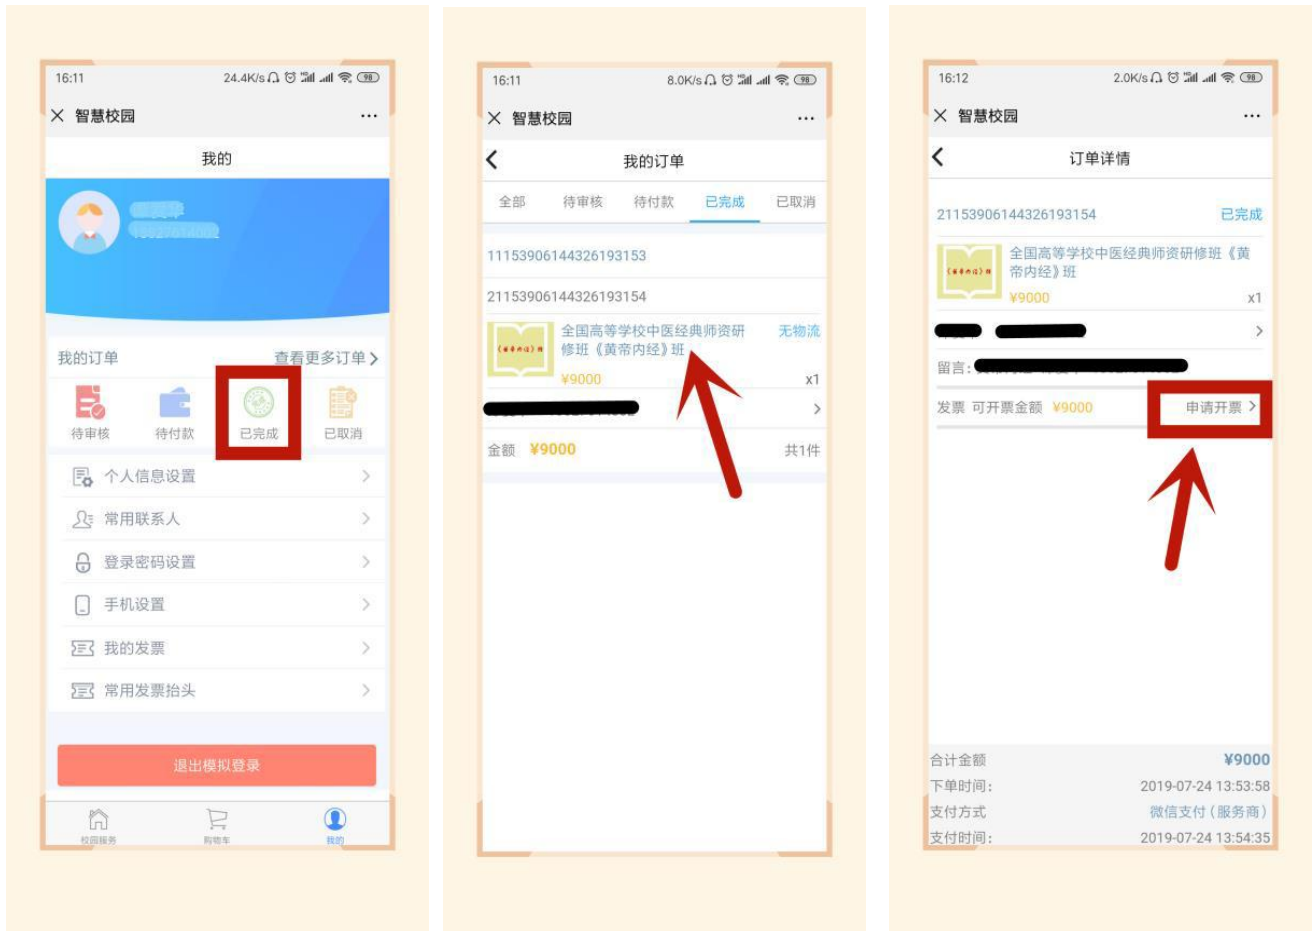 16:11
24.4K/s
98
智慧校园
我的
我的订单
查看更多订单
待审核
待付款
已完成
已取消
个人信息设置
常用联系人
登录密码设置
手机设置
我的发票
常用发票抬头
退出模拟登录
校园服务
购物车
我的
16:11
8.0K/s
98
智慧校园
我的订单
全部
待审核
待付款
已完成
已取消
11153906144326193153
21153906144326193154
全国高等学校中医经典师资研
无物流
修班《黄帝内经》班
¥9000
x1
金额 ¥9000
共1件
16:12
2.0K/s
98
智慧校园
订单详情
21153906144326193154
已完成
全国高等学校中医经典师资研修班《黄
帝内经》班
¥9000
x1
留言:
发票 可开票金额 ¥9000
申请开票
合计金额
¥9000
下单时间:
2019-07-24 13:53:58
支付方式
微信支付(服务商)
支付时间:
2019-07-24 13:54:35